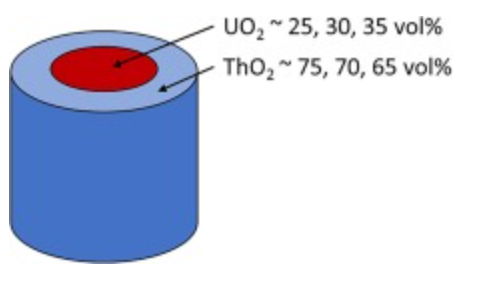 UO₂ ~ 25, 30, 35 vol%
ThO₂ ~ 75, 70, 65 vol%